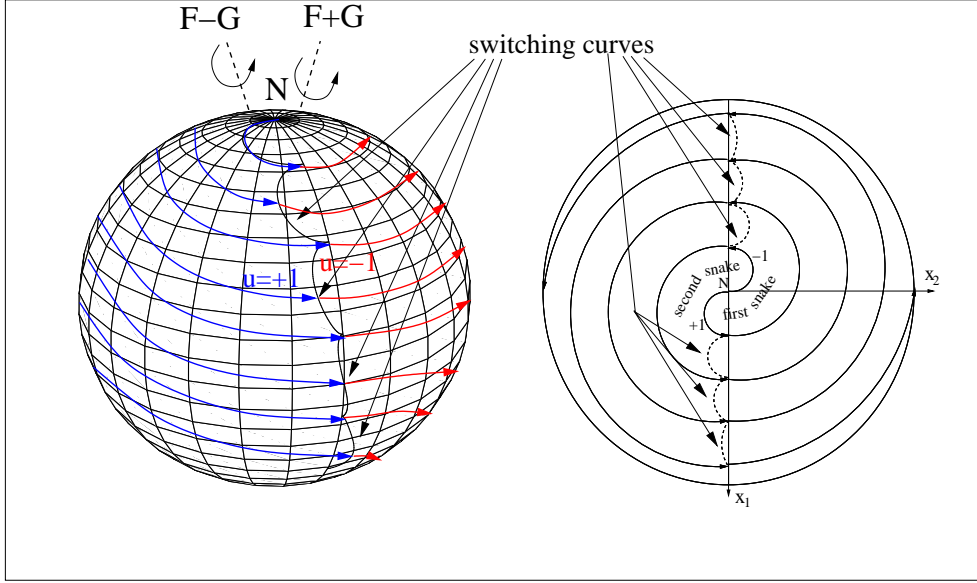 F−G
F+G
switching curves
N
u=+1
u=−1
−1
second snake
N
first snake
+1
x₂
x₁